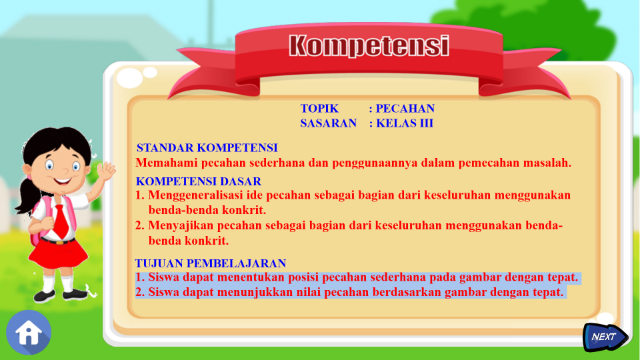 Kompetensi
TOPIK : PECAHAN
SASARAN : KELAS III
STANDAR KOMPETENSI
Memahami pecahan sederhana dan penggunaannya dalam pemecahan masalah.
KOMPETENSI DASAR
1. Menggeneralisasi ide pecahan sebagai bagian dari keseluruhan menggunakan
benda-benda konkrit.
2. Menyajikan pecahan sebagai bagian dari keseluruhan menggunakan benda-
benda konkrit.
TUJUAN PEMBELAJARAN
1. Siswa dapat menentukan posisi pecahan sederhana pada gambar dengan tepat.
2. Siswa dapat menunjukkan nilai pecahan berdasarkan gambar dengan tepat.
NEXT